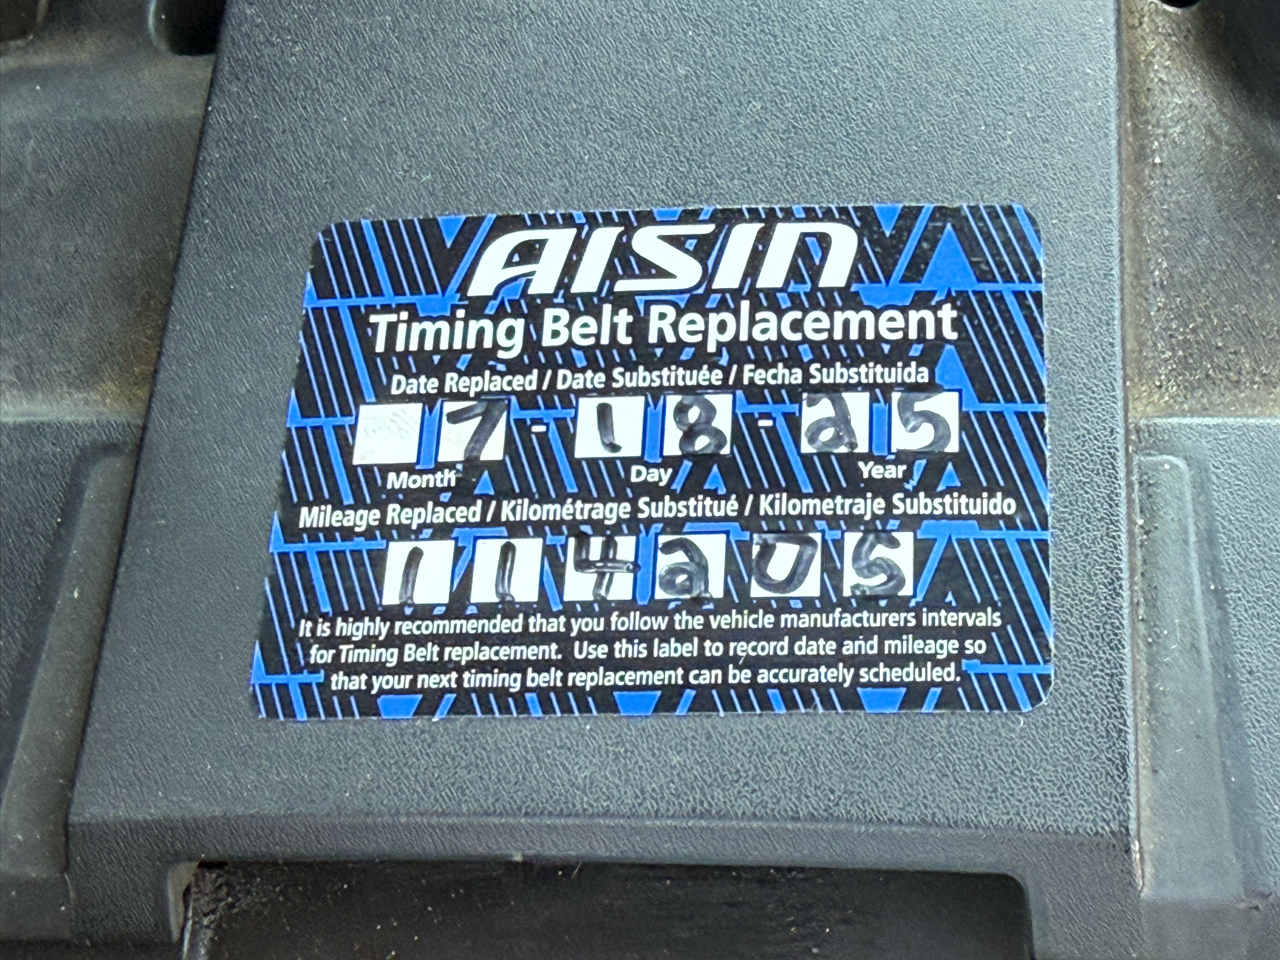 AISIN
Timing Belt Replacement
Date Replaced / Date Substituée / Fecha Substituida
7 - 18 - 25
Month Day Year
Mileage Replaced / Kilométrage Substitué / Kilometraje Substituido
114205
It is highly recommended that you follow the vehicle manufacturers intervals
for Timing Belt replacement. Use this label to record date and mileage so
that your next timing belt replacement can be accurately scheduled.